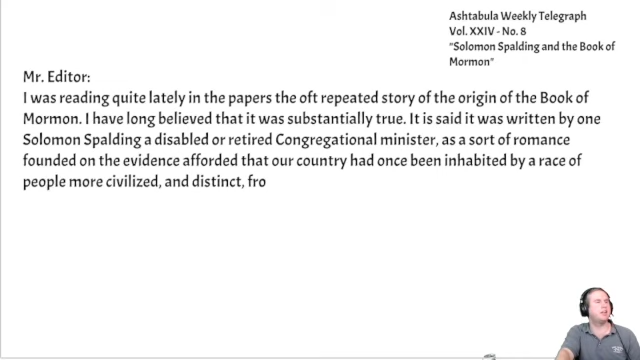 Ashtabula Weekly Telegraph
Vol. XXIV - No. 8
"Solomon Spalding and the Book of
Mormon"
Mr. Editor:
I was reading quite lately in the papers the oft repeated story of the origin of the Book of
Mormon. I have long believed that it was substantially true. It is said it was written by one
Solomon Spalding a disabled or retired Congregational minister, as a sort of romance
founded on the evidence afforded that our country had once been inhabited by a race of
people more civilized, and distinct, fro